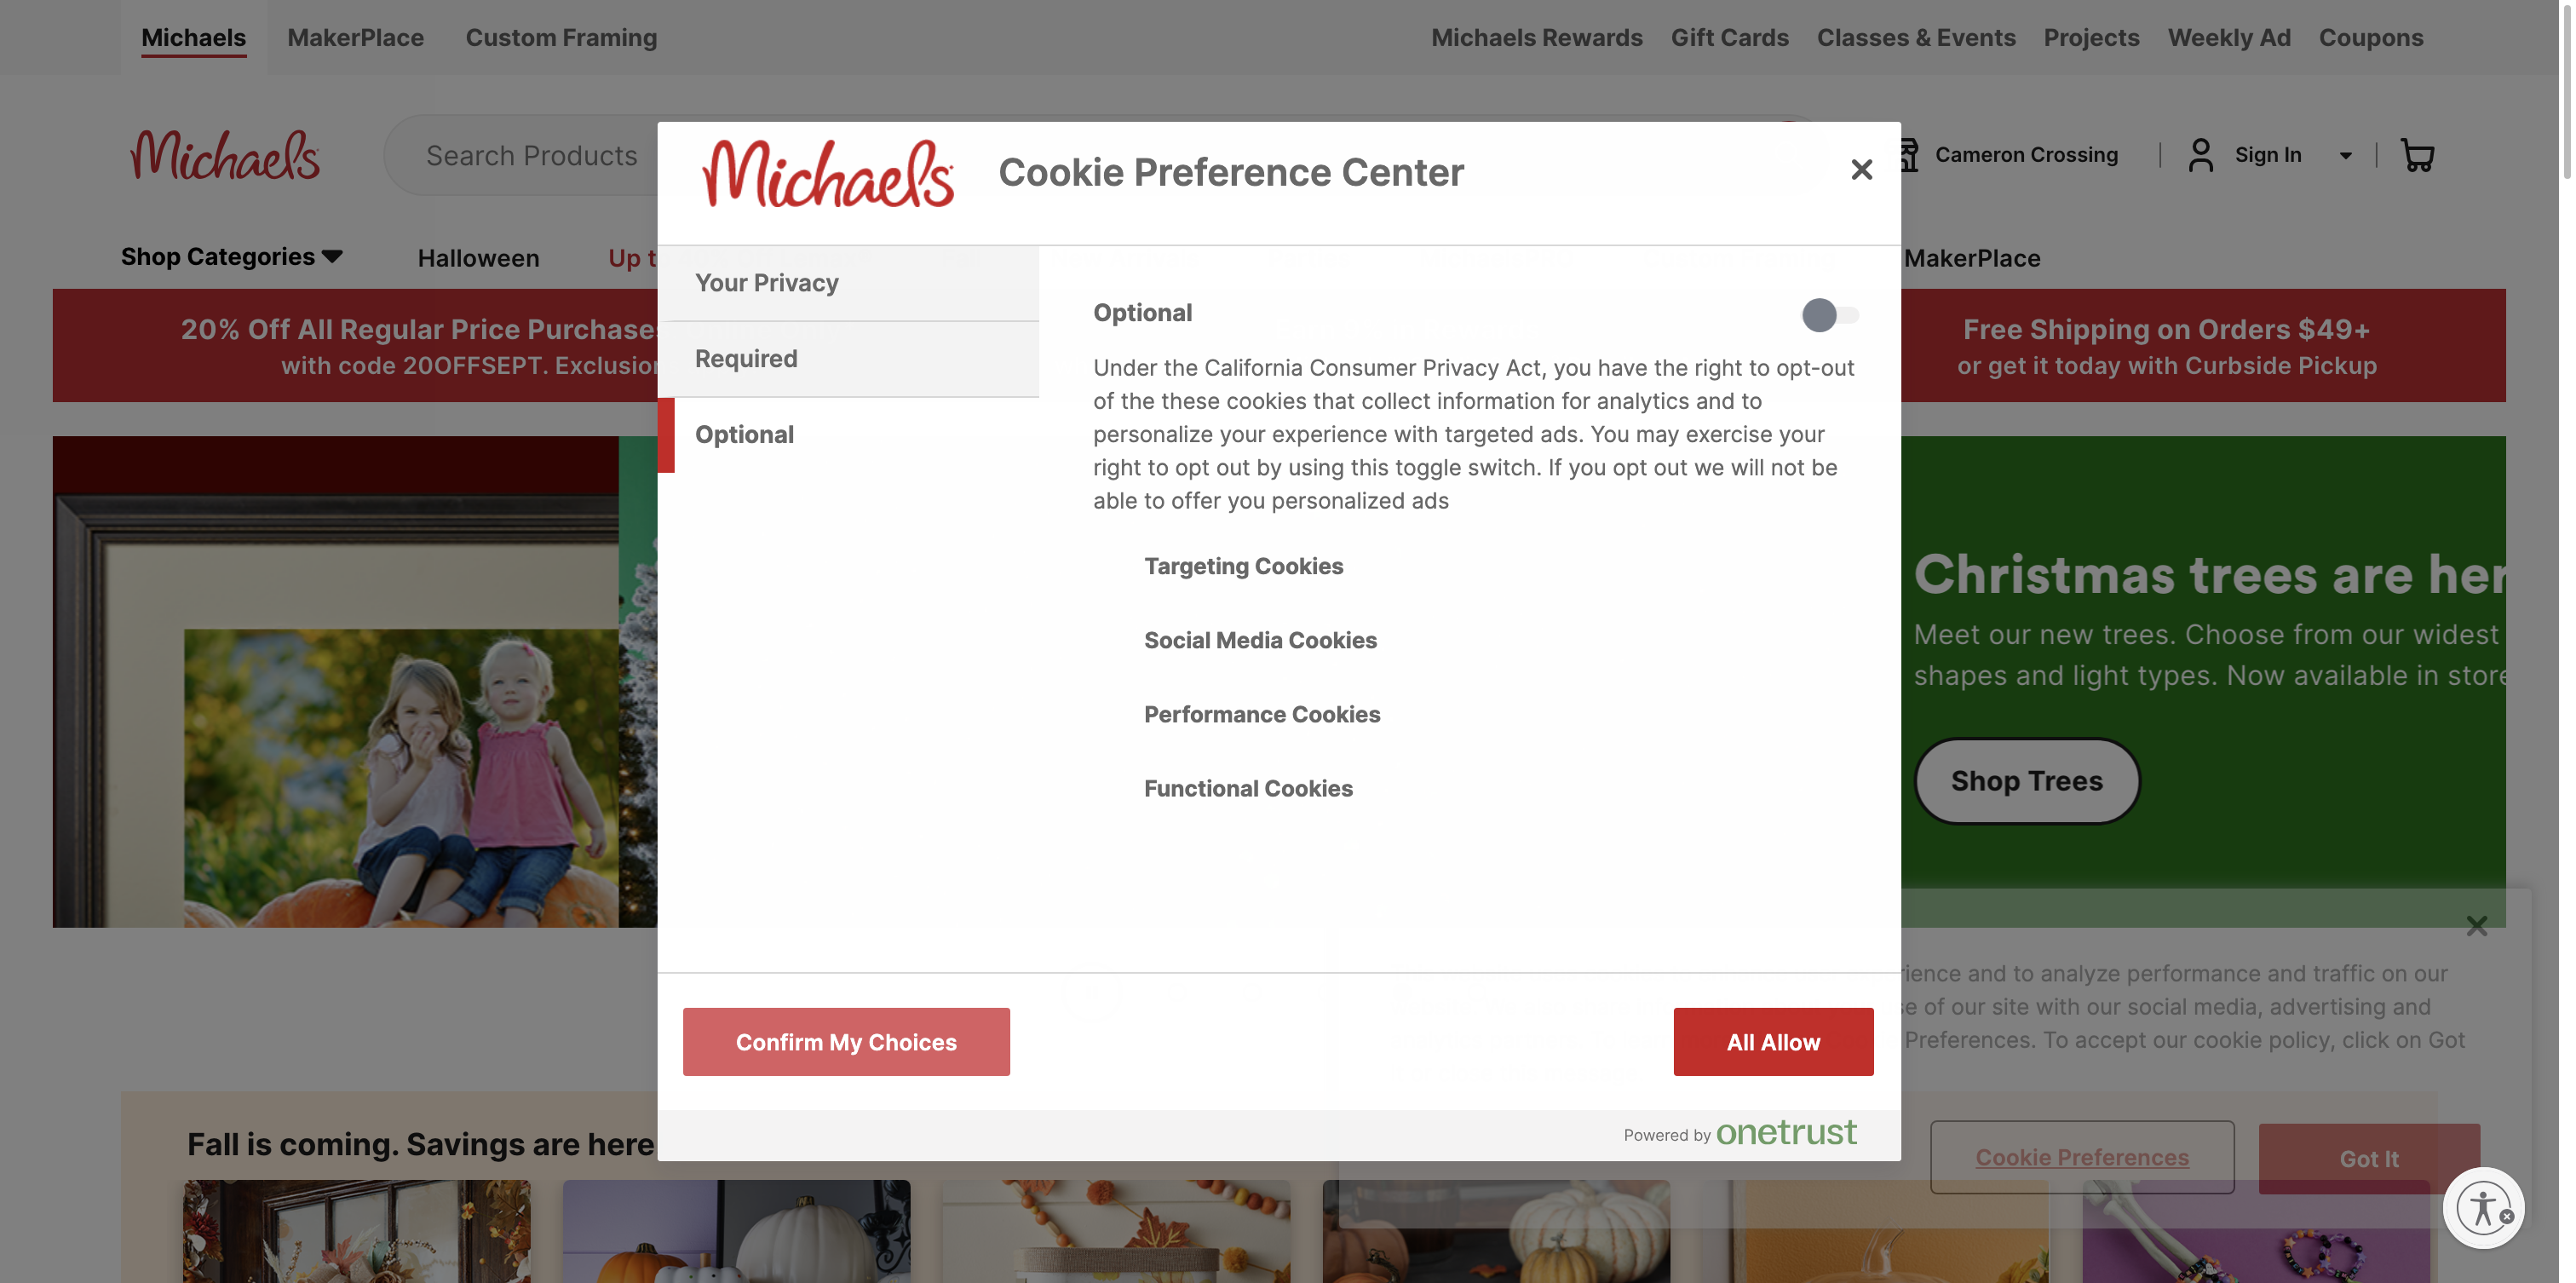 Michaels
MakerPlace
Custom Framing
Michaels Rewards
Gift Cards
Classes & Events
Projects
Weekly Ad
Coupons
Michaels
Search Products
Cameron Crossing
Sign In
Shop Categories
Halloween
Up t
MakerPlace
20% Off All Regular Price Purchases
with code 20OFFSEPT. Exclusion
Free Shipping on Orders $49+
or get it today with Curbside Pickup
Michaels
Cookie Preference Center
Your Privacy
Required
Optional
Optional
Under the California Consumer Privacy Act, you have the right to opt-out
of the these cookies that collect information for analytics and to
personalize your experience with targeted ads. You may exercise your
right to opt out by using this toggle switch. If you opt out we will not be
able to offer you personalized ads
Targeting Cookies
Social Media Cookies
Performance Cookies
Functional Cookies
Confirm My Choices
All Allow
Powered by onetrust
Christmas trees are her
Meet our new trees. Choose from our widest
shapes and light types. Now available in store
Shop Trees
rience and to analyze performance and traffic on our
se of our site with our social media, advertising and
Preferences. To accept our cookie policy, click on Got
Cookie Preferences
Got It
Fall is coming. Savings are here